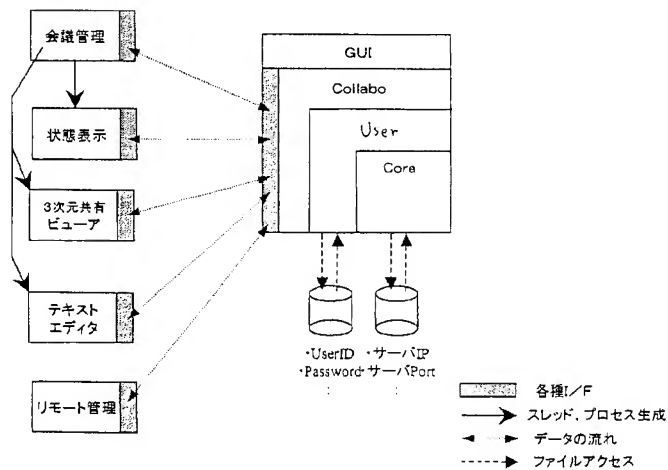 会議管理
状態表示
3次元共有
ビューア
テキスト
エディタ
リモート管理
GUI
Collabo
User
Core
・UserID
・Password
⋮
・サーバIP
・サーバPort
⋮
各種I/F
スレッド、プロセス生成
データの流れ
ファイルアクセス